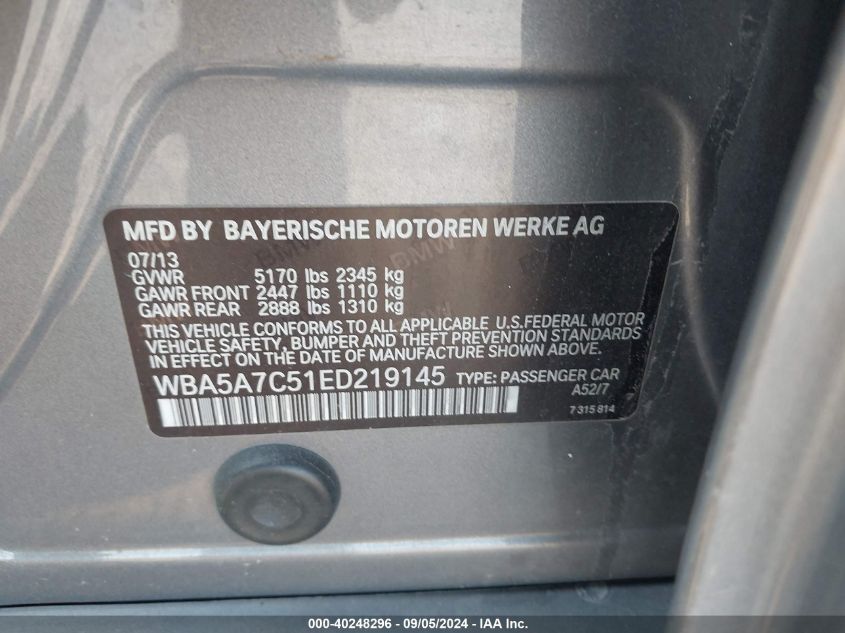 MFD BY BAYERISCHE MOTOREN WERKE AG
07/13
GVWR 5170 lbs 2345 kg
GAWR FRONT 2447 lbs 1110 kg
GAWR REAR 2888 lbs 1310 kg
THIS VEHICLE CONFORMS TO ALL APPLICABLE U.S.FEDERAL MOTOR
VEHICLE SAFETY, BUMPER AND THEFT PREVENTION STANDARDS
IN EFFECT ON THE DATE OF MANUFACTURE SHOWN ABOVE.
WBA5A7C51ED219145 TYPE: PASSENGER CAR
A52/7
7 315 814
000-40248296 - 09/05/2024 - IAA Inc.